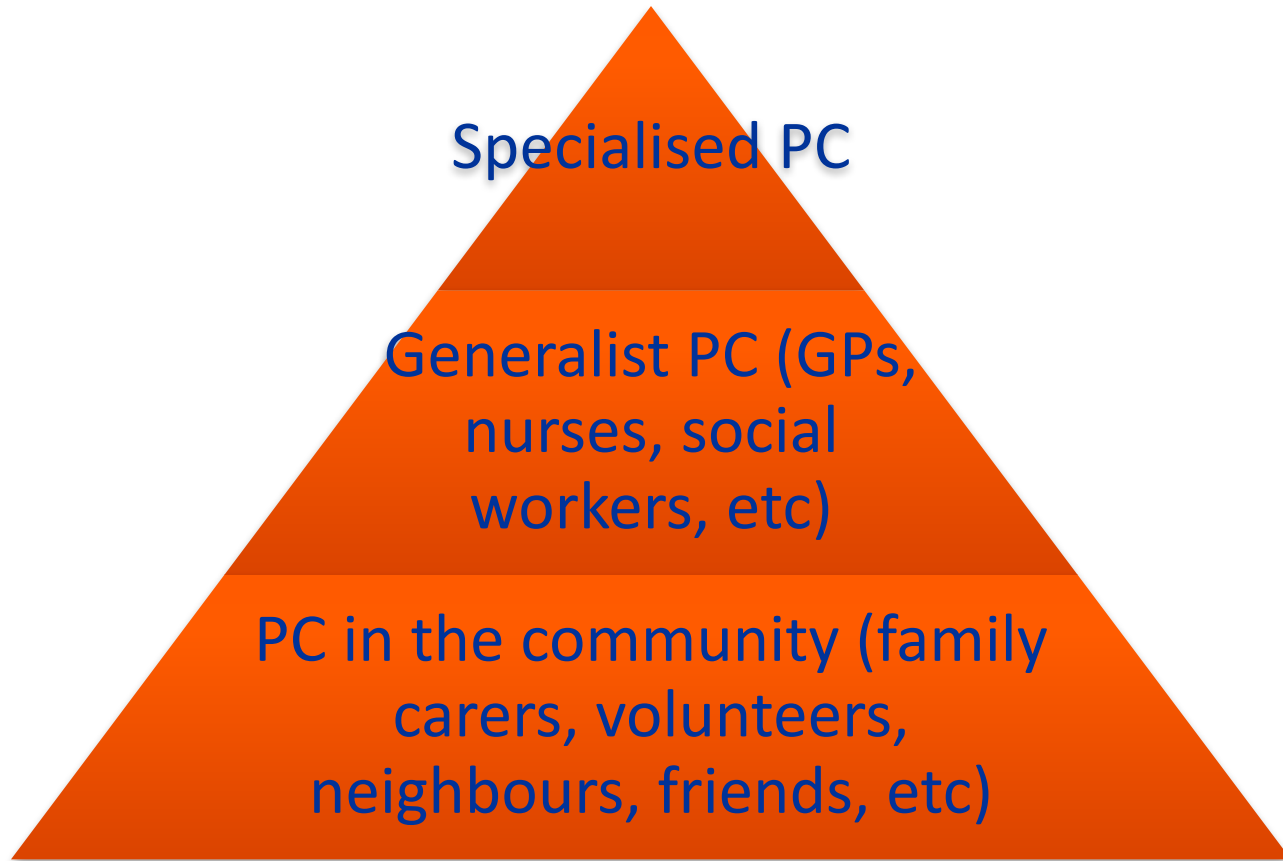 Specialised PC
Generalist PC (GPs,
nurses, social
workers, etc)
PC in the community (family
carers, volunteers,
neighbours, friends, etc)